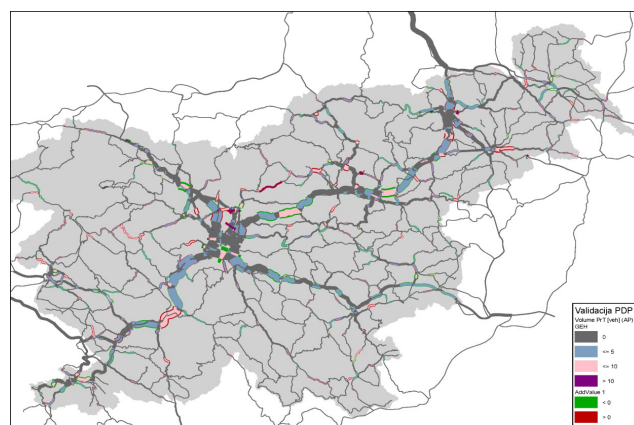 Validacija PDP
Volume PrT [veh] (AP)
GEH
0
<= 5
<= 10
> 10
AddValue 1
< 0
> 0